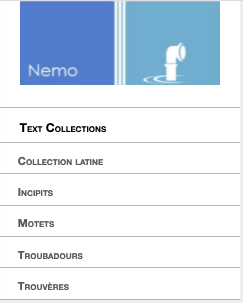 Nemo
Text Collections
Collection latine
Incipits
Motets
Troubadours
Trouvères